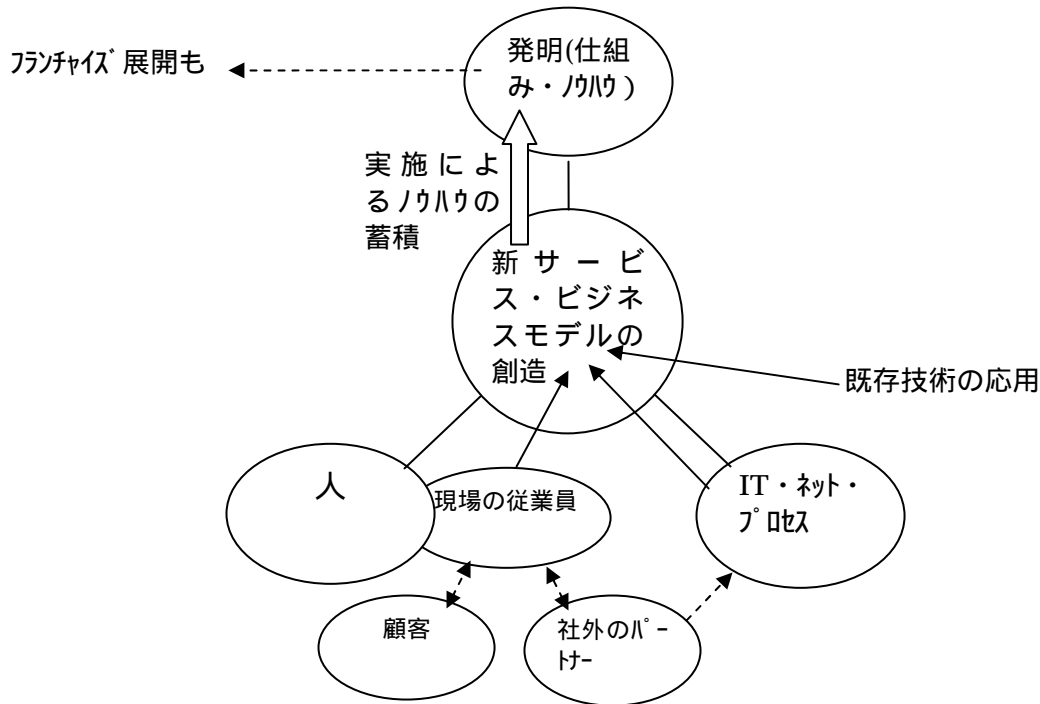 発明(仕組
み・ﾉｳﾊｳ)
ﾌﾗﾝﾁｬｲｽﾞ展開も
実施によ
るﾉｳﾊｳの
蓄積
新サービ
ス・ビジネ
スモデルの
創造
既存技術の応用
人
現場の従業員
IT・ﾈｯﾄ・
ﾌﾟﾛｾｽ
顧客
社外のﾊﾟｰ
ﾄﾅｰ